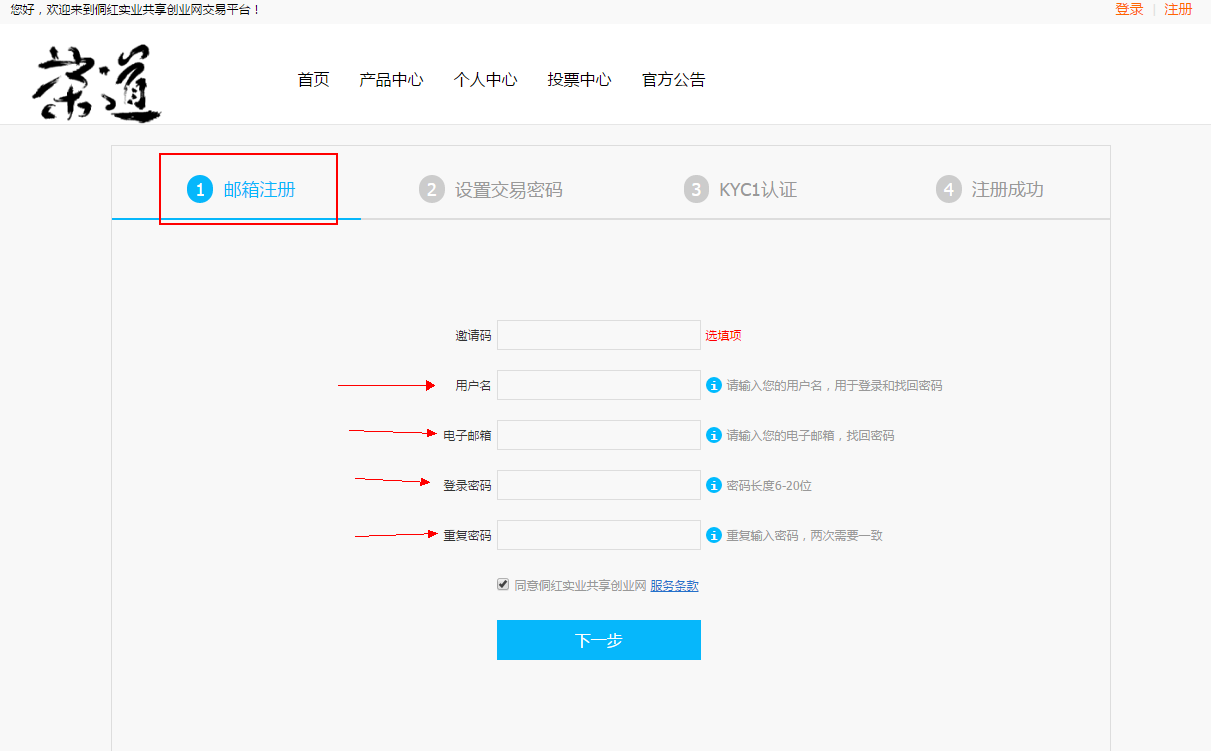 您好，欢迎来到侗红实业共享创业网交易平台！
登录 | 注册
茶道
首页 产品中心 个人中心 投票中心 官方公告
1 邮箱注册 2 设置交易密码 3 KYC1认证 4 注册成功
邀请码 选填项
用户名 i 请输入您的用户名，用于登录和找回密码
电子邮箱 i 请输入您的电子邮箱，找回密码
登录密码 i 密码长度6-20位
重复密码 i 重复输入密码，两次需要一致
同意侗红实业共享创业网 服务条款
下一步